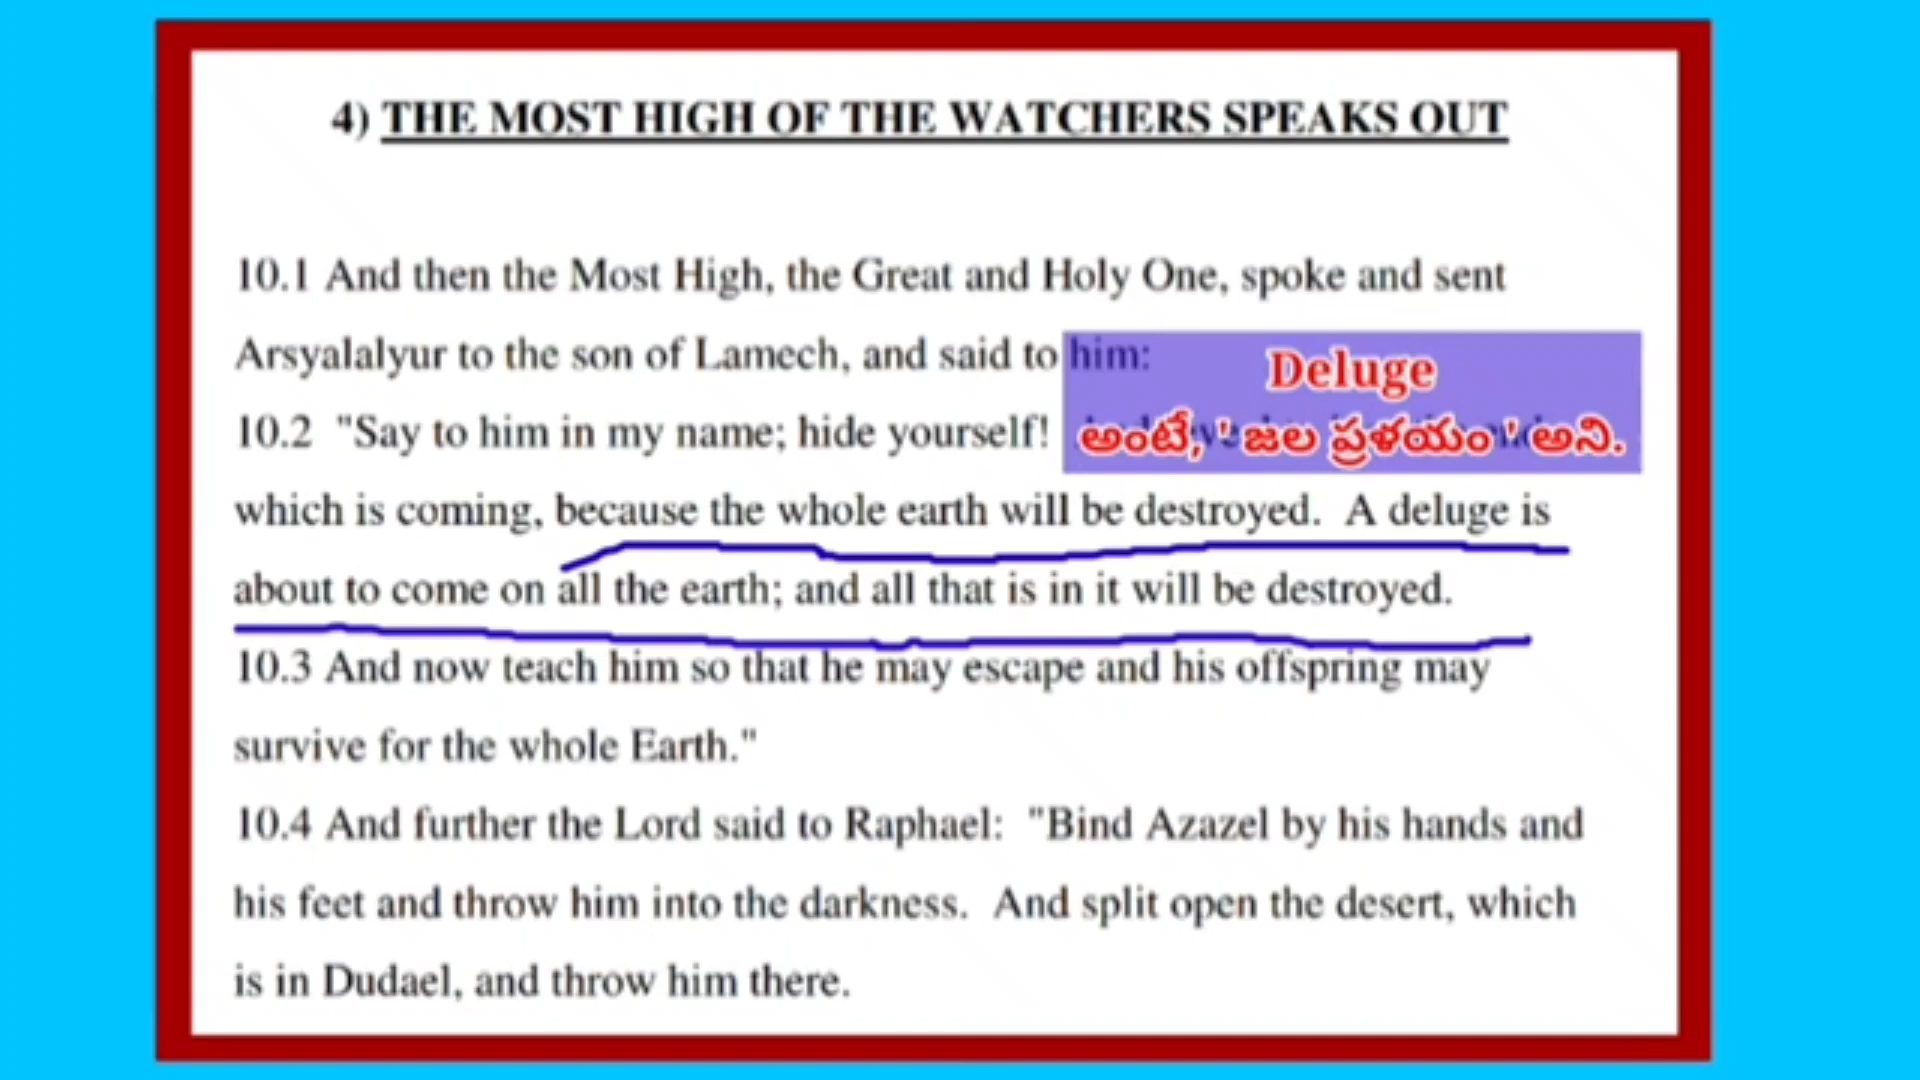 4) THE MOST HIGH OF THE WATCHERS SPEAKS OUT
10.1 And then the Most High, the Great and Holy One, spoke and sent
Arsyalalyur to the son of Lamech, and said to him:
Deluge
10.2 "Say to him in my name; hide yourself!
అంటే, ' జల ప్రళయం ' అని.
which is coming, because the whole earth will be destroyed. A deluge is
about to come on all the earth; and all that is in it will be destroyed.
10.3 And now teach him so that he may escape and his offspring may
survive for the whole Earth."
10.4 And further the Lord said to Raphael: "Bind Azazel by his hands and
his feet and throw him into the darkness. And split open the desert, which
is in Dudael, and throw him there.